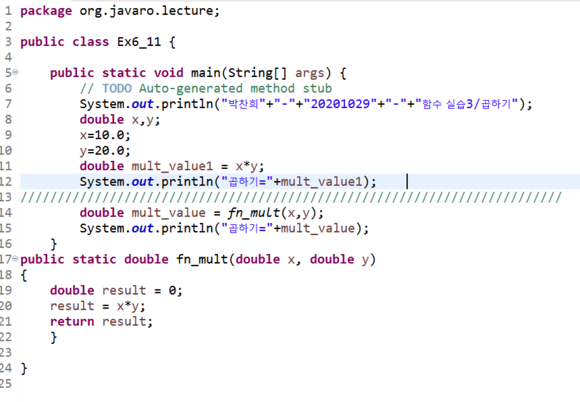 1 package org.javaro.lecture;
2
3 public class Ex6_11 {
4
5 public static void main(String[] args) {
6 // TODO Auto-generated method stub
7 System.out.println("박찬희"+"-"+"20201029"+"-"+"함수 실습3/곱하기");
8 double x,y;
9 x=10.0;
10 y=20.0;
11 double mult_value1 = x*y;
12 System.out.println("곱하기="+mult_value1);
13 /////////////////////////////////////////////////////////////////////////
14 double mult_value = fn_mult(x,y);
15 System.out.println("곱하기="+mult_value);
16 }
17 public static double fn_mult(double x, double y)
18 {
19 double result = 0;
20 result = x*y;
21 return result;
22 }
23
24 }
25